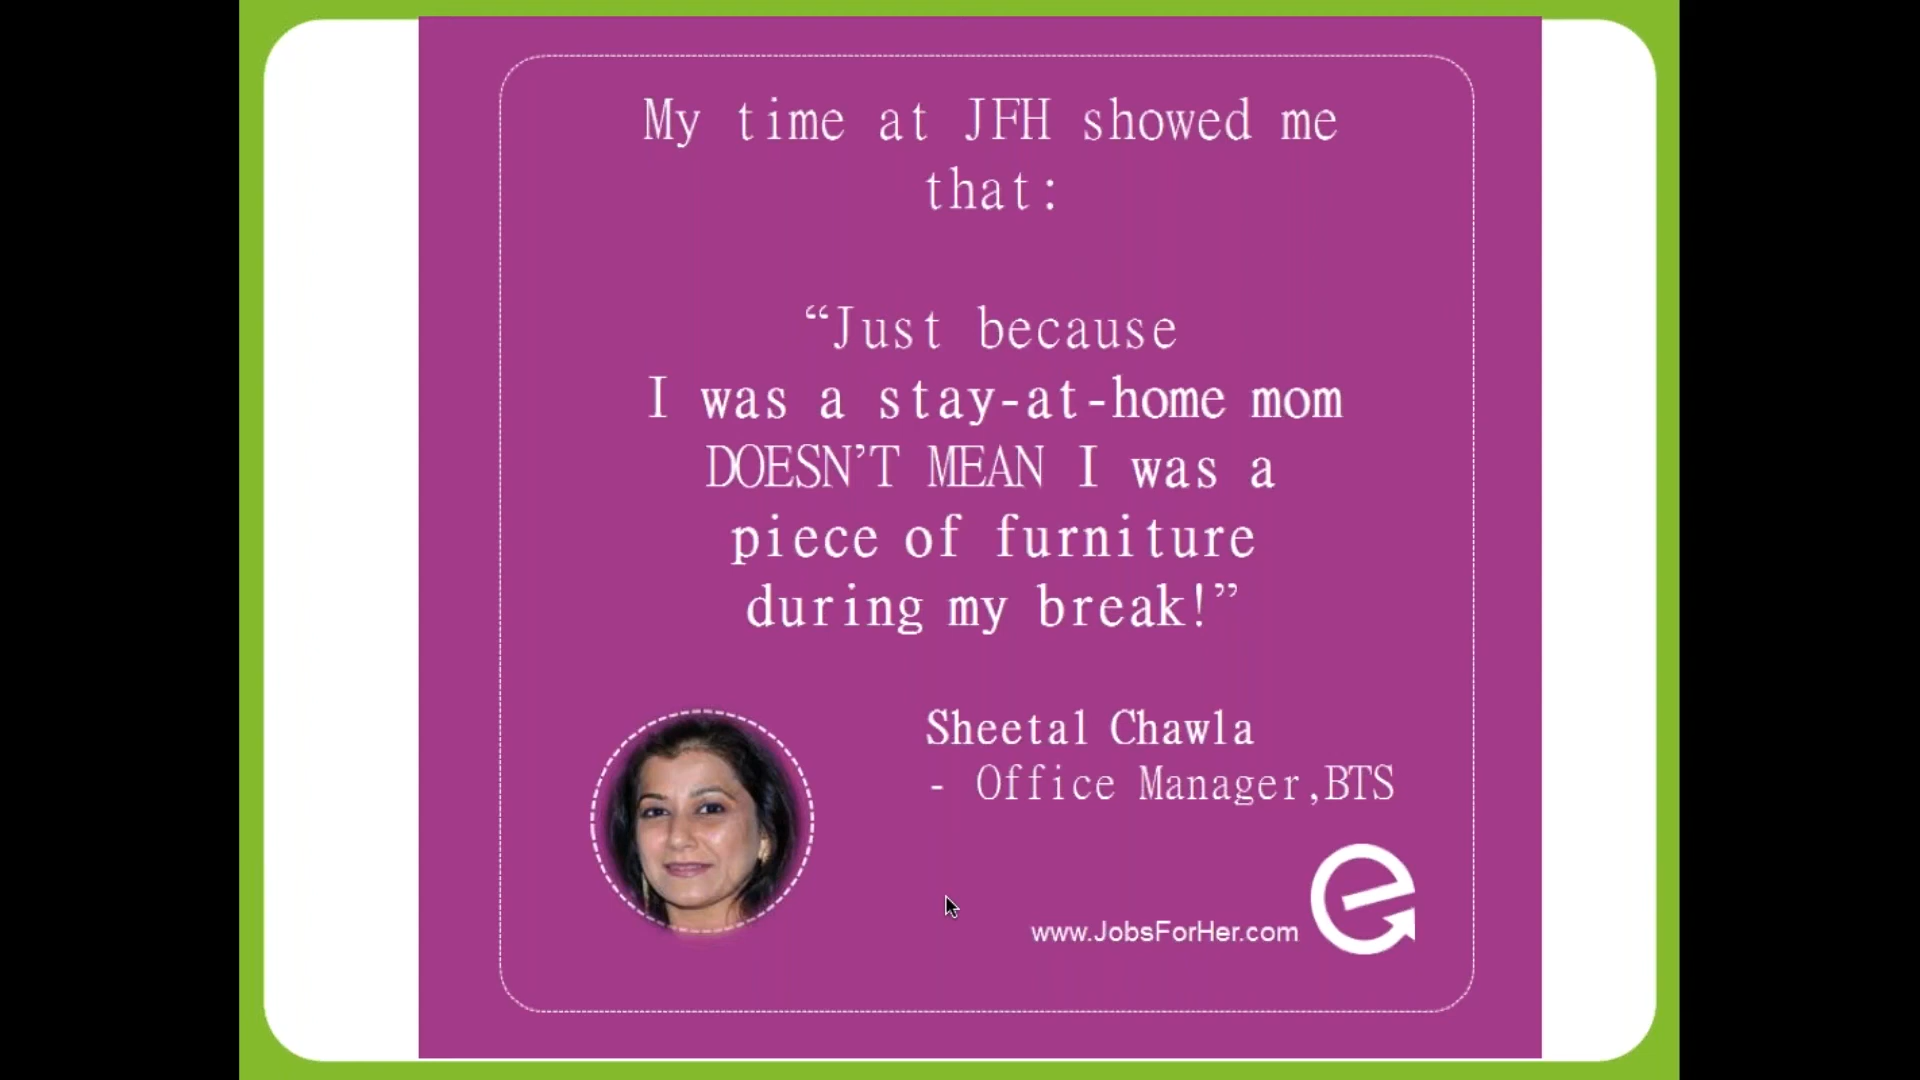 My time at JFH showed me
that:
“Just because
I was a stay-at-home mom
DOESN’T MEAN I was a
piece of furniture
during my break!”
Sheetal Chawla
- Office Manager,BTS
www.JobsForHer.com